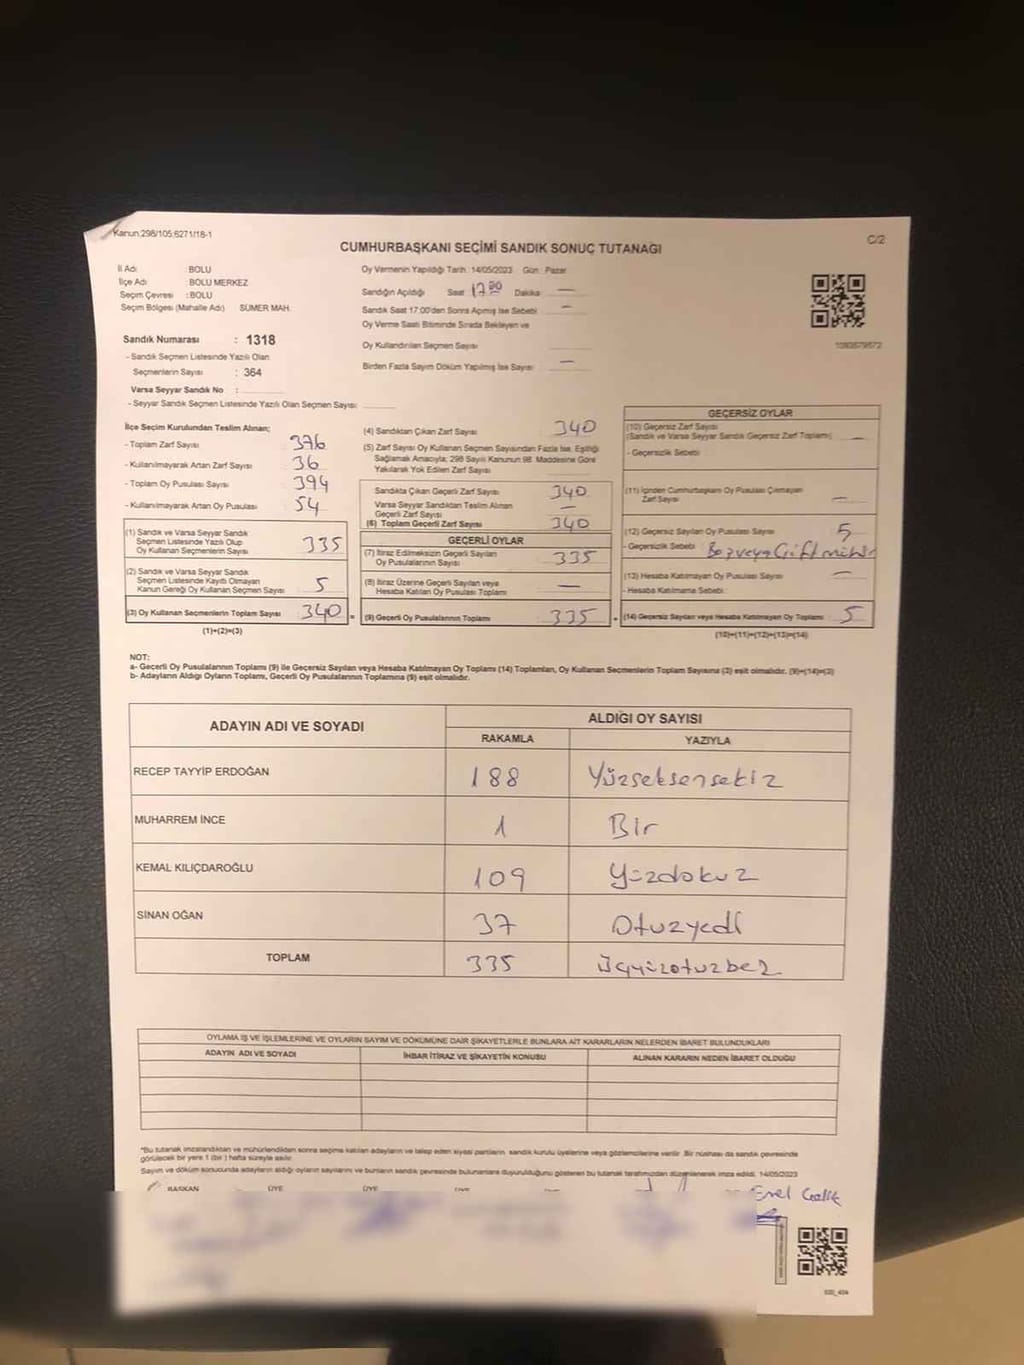 Kanun:298/105;6271/18-1
C/2
CUMHURBAŞKANI SEÇİMİ SANDIK SONUÇ TUTANAĞI
İl Adı : BOLU
İlçe Adı : BOLU MERKEZ
Seçim Çevresi : BOLU
Seçim Bölgesi (Mahalle Adı) SÜMER MAH.
Oy Vermenin Yapıldığı Tarih :14/05/2023 Gün : Pazar
Sandığın Açıldığı Saat 17:00 Dakika —
Sandık Saat 17:00'den Sonra Açılmış İse Sebebi —
Oy Verme Saati Bitiminde Sırada Bekleyen ve
Oy Kullandırılan Seçmen Sayısı
Birden Fazla Sayım Döküm Yapılmış İse Sayısı —
1083579572
Sandık Numarası : 1318
- Sandık Seçmen Listesinde Yazılı Olan
Seçmenlerin Sayısı : 364
Varsa Seyyar Sandık No :
- Seyyar Sandık Seçmen Listesinde Yazılı Olan Seçmen Sayısı:
İlçe Seçim Kurulundan Teslim Alınan;
- Toplam Zarf Sayısı 376
- Kullanılmayarak Artan Zarf Sayısı 36
- Toplam Oy Pusulası Sayısı 394
- Kullanılmayarak Artan Oy Pusulası 54
(1) Sandık ve Varsa Seyyar Sandık
Seçmen Listesinde Yazılı Olup
Oy Kullanan Seçmenlerin Sayısı 335
(2) Sandık ve Varsa Seyyar Sandık
Seçmen Listesinde Kayıtlı Olmayan
Kanun Gereği Oy Kullanan Seçmen Sayısı 5
(3) Oy Kullanan Seçmenlerin Toplam Sayısı 340 =
(1)+(2)=(3)
(4) Sandıktan Çıkan Zarf Sayısı 340
(5) Zarf Sayısı Oy Kullanan Seçmen Sayısından Fazla İse, Eşitliği
Sağlamak Amacıyla; 298 Sayılı Kanunun 98. Maddesine Göre
Yakılarak Yok Edilen Zarf Sayısı
Sandıkta Çıkan Geçerli Zarf Sayısı 340
Varsa Seyyar Sandıktan Teslim Alınan
Geçerli Zarf Sayısı —
(6) Toplam Geçerli Zarf Sayısı 340
GEÇERLİ OYLAR
(7) İtiraz Edilmeksizin Geçerli Sayılan
Oy Pusulalarının Sayısı 335
(8) İtiraz Üzerine Geçerli Sayılan veya
Hesaba Katılan Oy Pusulası Toplamı —
(9) Geçerli Oy Pusulalarının Toplamı 335 +
GEÇERSİZ OYLAR
(10) Geçersiz Zarf Sayısı
(Sandık ve Varsa Seyyar Sandık Geçersiz Zarf Toplamı) —
- Geçersizlik Sebebi
(11) İçinden Cumhurbaşkanı Oy Pusulası Çıkmayan
Zarf Sayısı —
(12) Geçersiz Sayılan Oy Pusulası Sayısı 5
- Geçersizlik Sebebi Boş veya Çift mühür
(13) Hesaba Katılmayan Oy Pusulası Sayısı —
- Hesaba Katılmama Sebebi
(14) Geçersiz Sayılan veya Hesaba Katılmayan Oy Toplamı 5
(10)+(11)+(12)+(13)=(14)
NOT:
a- Geçerli Oy Pusulalarının Toplamı (9) ile Geçersiz Sayılan veya Hesaba Katılmayan Oy Toplamı (14) Toplamları, Oy Kullanan Seçmenlerin Toplam Sayısına (3) eşit olmalıdır. (9)+(14)=(3)
b- Adayların Aldığı Oyların Toplamı, Geçerli Oy Pusulalarının Toplamına (9) eşit olmalıdır.
ADAYIN ADI VE SOYADI
ALDIĞI OY SAYISI
RAKAMLA YAZIYLA
RECEP TAYYİP ERDOĞAN 188 Yüzseksensekiz
MUHARREM İNCE 1 Bir
KEMAL KILIÇDAROĞLU 109 Yüzdokuz
SİNAN OĞAN 37 Otuzyedi
TOPLAM 335 Üçyüzotuzbeş
OYLAMA İŞ VE İŞLEMLERİNE VE OYLARIN SAYIM VE DÖKÜMÜNE DAİR ŞİKAYETLERLE BUNLARA AİT KARARLARIN NELERDEN İBARET BULUNDUKLARI
ADAYIN ADI VE SOYADI İHBAR İTİRAZ VE ŞİKAYETİN KONUSU ALINAN KARARIN NEDEN İBARET OLDUĞU
*Bu tutanak imzalandıktan ve mühürlendikten sonra seçime katılan adayların ve talep eden siyasi partilerin sandık kurulu üyelerine veya gözlemcilerine verilir. Bir nüshası da sandık çevresinde
görülecek bir yere 1 (bir) hafta süreyle asılır.
Sayım ve döküm sonucunda adayların aldığı oyların sayılarını ve bunların sandık çevresinde bulunanlara duyurulduğunu gösteren bu tutanak tarafımızdan düzenlenerek imza edildi. 14/05/2023
BAŞKAN ÜYE ÜYE ÜYE